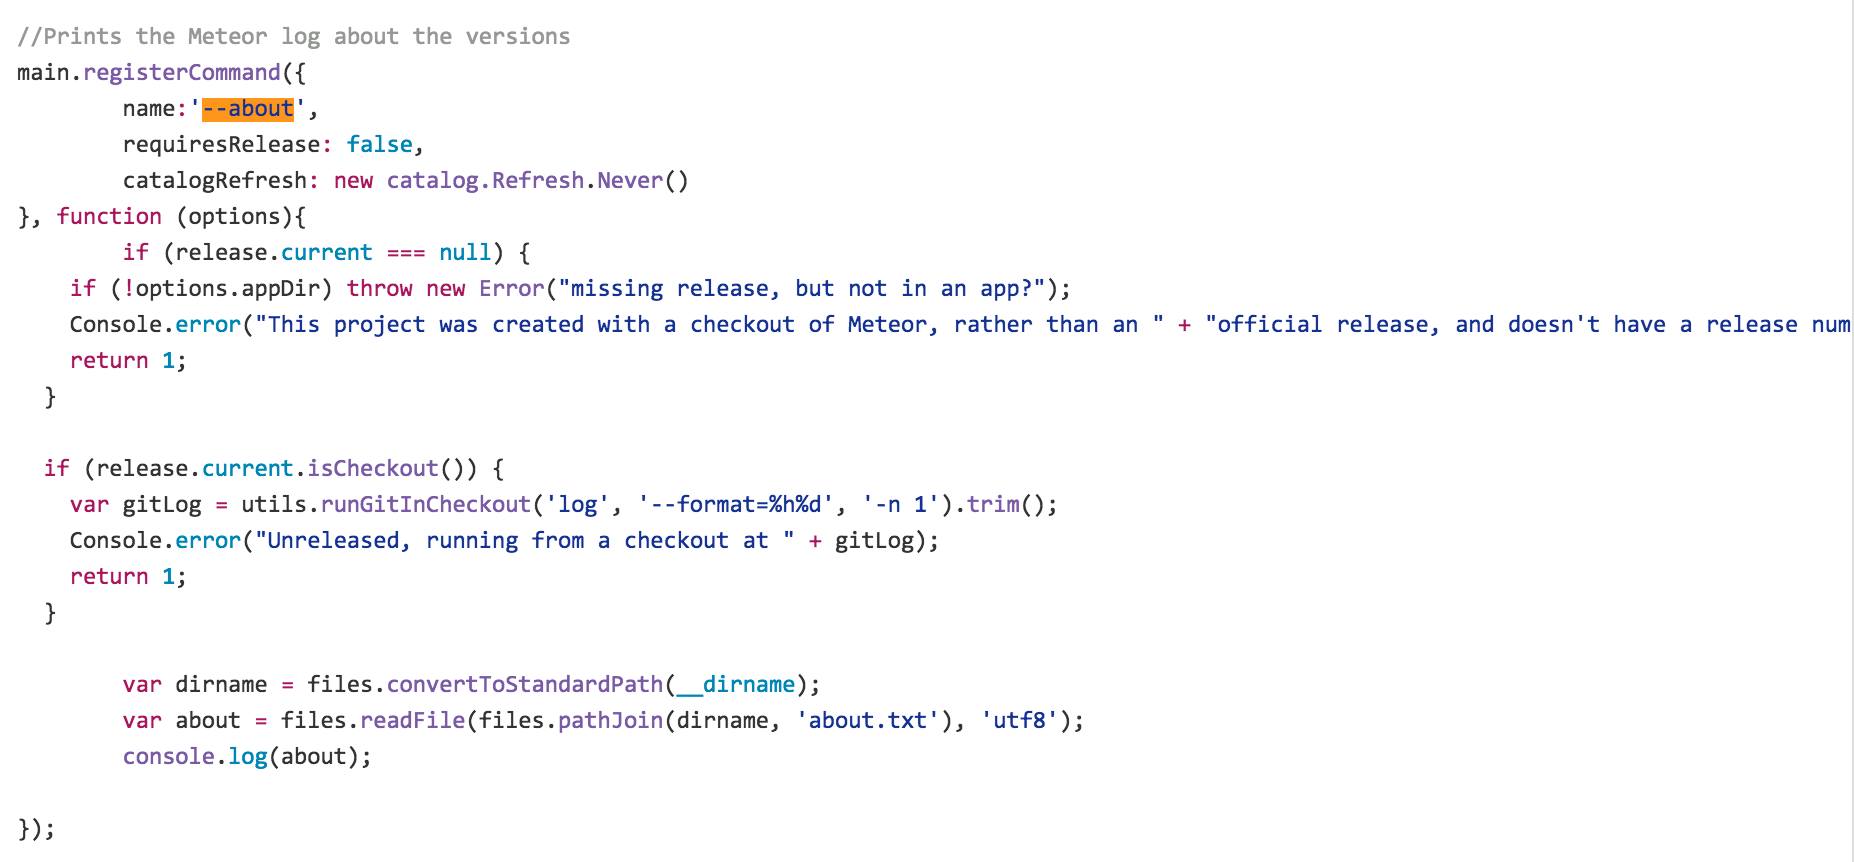 //Prints the Meteor log about the versions
main.registerCommand({
        name:'--about',
        requiresRelease: false,
        catalogRefresh: new catalog.Refresh.Never()
}, function (options){
        if (release.current === null) {
    if (!options.appDir) throw new Error("missing release, but not in an app?");
    Console.error("This project was created with a checkout of Meteor, rather than an " + "official release, and doesn't have a release num
    return 1;
  }

  if (release.current.isCheckout()) {
    var gitLog = utils.runGitInCheckout('log', '--format=%h%d', '-n 1').trim();
    Console.error("Unreleased, running from a checkout at " + gitLog);
    return 1;
  }

        var dirname = files.convertToStandardPath(__dirname);
        var about = files.readFile(files.pathJoin(dirname, 'about.txt'), 'utf8');
        console.log(about);

});